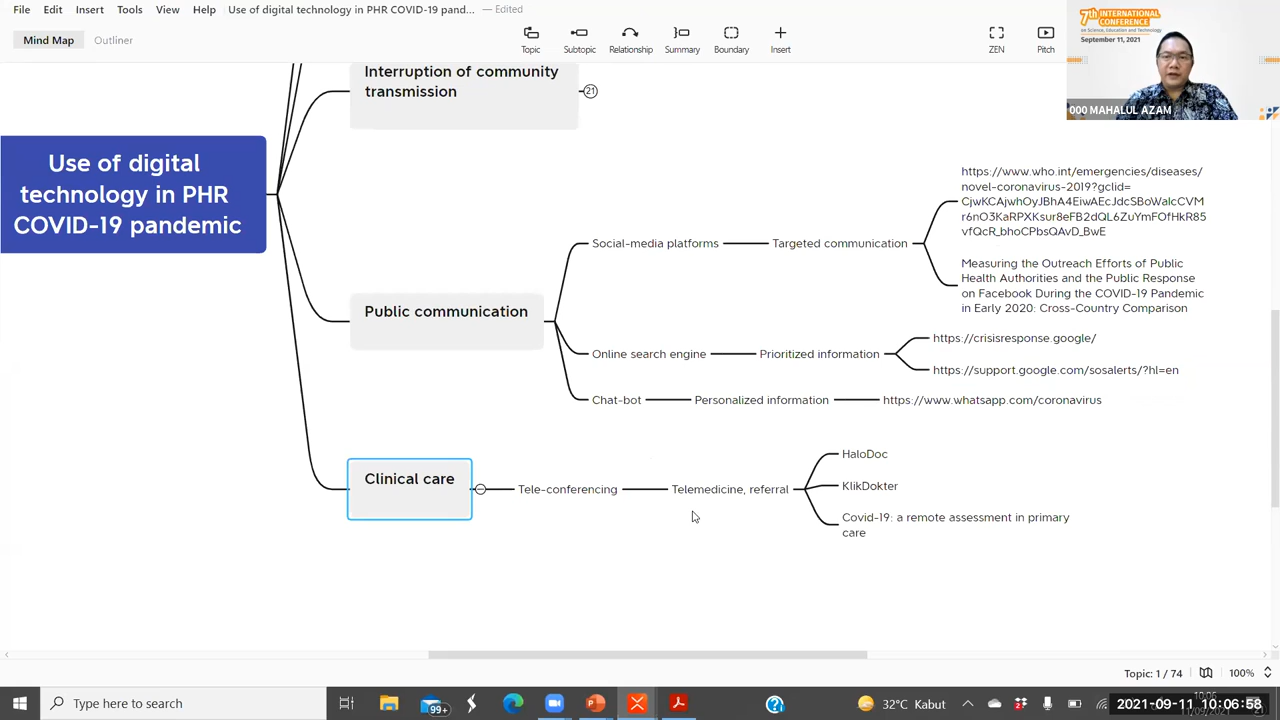 File Edit Insert Tools View Help Use of digital technology in PHR COVID-19 pand... — Edited
Mind Map Outliner
Topic Subtopic Relationship Summary Boundary Insert ZEN Pitch
7th INTERNATIONAL
CONFERENCE
on Science, Education and Technology
September 11, 2021
000 MAHALUL AZAM
Interruption of community
transmission
21
Use of digital
technology in PHR
COVID-19 pandemic
Public communication
Social-media platforms
Targeted communication
https://www.who.int/emergencies/diseases/
novel-coronavirus-2019?gclid=
CjwKCAjwhOyJBhA4EiwAEcJdcSBoWalcCVM
r6nO3KaRPXKsur8eFB2dQL6ZuYmFOfHkR85
vfQcR_bhoCPbsQAvD_BwE
Measuring the Outreach Efforts of Public
Health Authorities and the Public Response
on Facebook During the COVID-19 Pandemic
in Early 2020: Cross-Country Comparison
Online search engine
Prioritized information
https://crisisresponse.google/
https://support.google.com/sosalerts/?hl=en
Chat-bot
Personalized information
https://www.whatsapp.com/coronavirus
Clinical care
Tele-conferencing
Telemedicine, referral
HaloDoc
KlikDokter
Covid-19: a remote assessment in primary
care
Topic: 1 / 74
100%
Type here to search
99+
32°C Kabut
2021-09-11 10:06:58